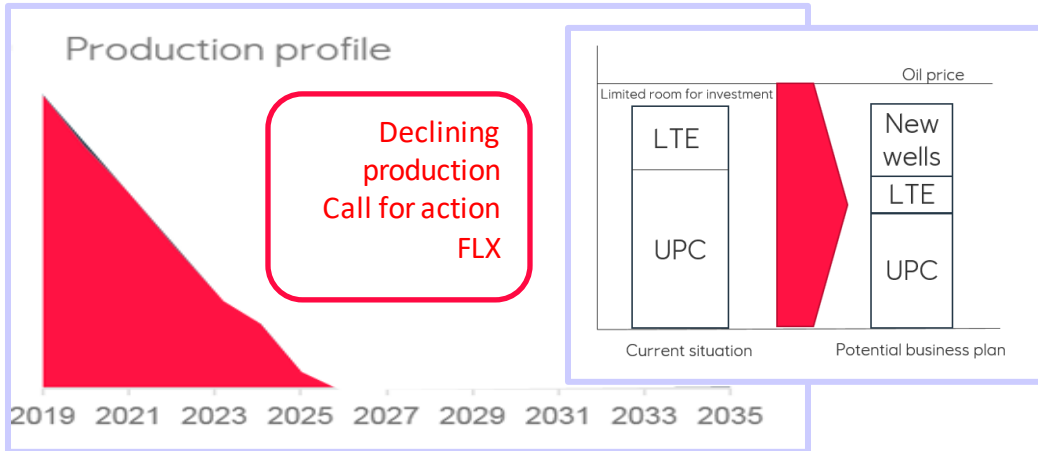 Production profile
Declining
production
Call for action
FLX
2019 2021 2023 2025 2027 2029 2031 2033 2035
Oil price
Limited room for investment
LTE
UPC
New
wells
LTE
UPC
Current situation
Potential business plan